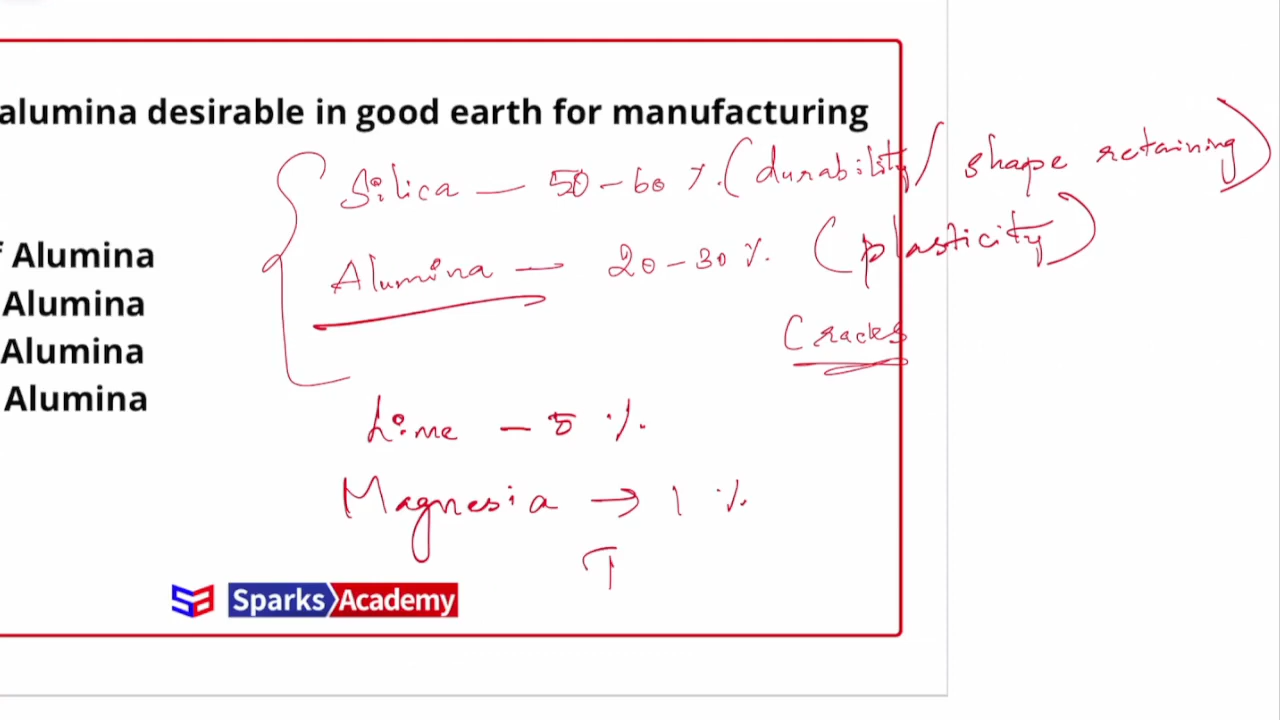 alumina desirable in good earth for manufacturing
Silica — 50 - 60 %. (durability/ shape retaining)
Alumina
Alumina — 20 - 30 %. (plasticity)
Alumina
Cracks
Alumina
Alumina
Lime — 5 %.
Magnesia → 1 %.
T
Sparks Academy